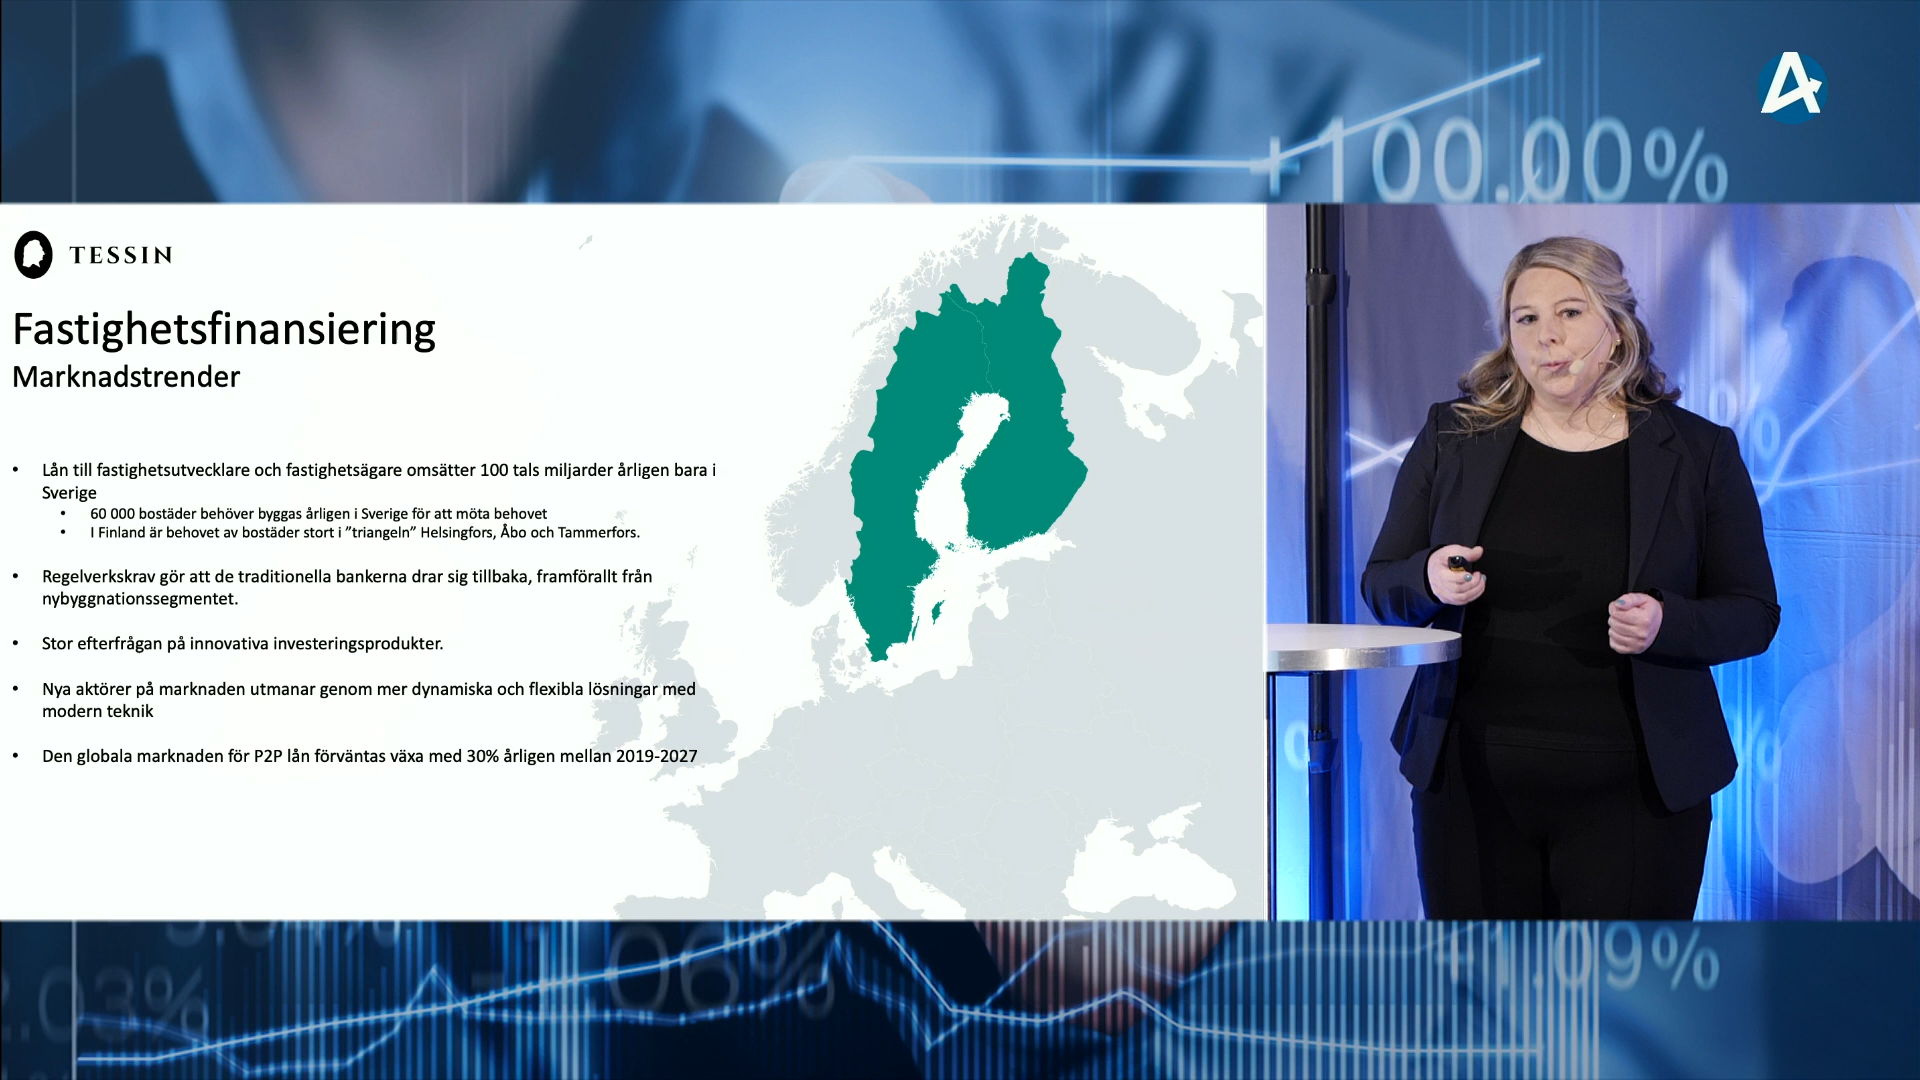 +100.00%
TESSIN
Fastighetsfinansiering
Marknadstrender
• Lån till fastighetsutvecklare och fastighetsägare omsätter 100 tals miljarder årligen bara i
Sverige
• 60 000 bostäder behöver byggas årligen i Sverige för att möta behovet
• I Finland är behovet av bostäder stort i ”triangeln” Helsingfors, Åbo och Tammerfors.
• Regelverkskrav gör att de traditionella bankerna drar sig tillbaka, framförallt från
nybyggnationssegmentet.
• Stor efterfrågan på innovativa investeringsprodukter.
• Nya aktörer på marknaden utmanar genom mer dynamiska och flexibla lösningar med
modern teknik
• Den globala marknaden för P2P lån förväntas växa med 30% årligen mellan 2019-2027
+1.09%
2.03%